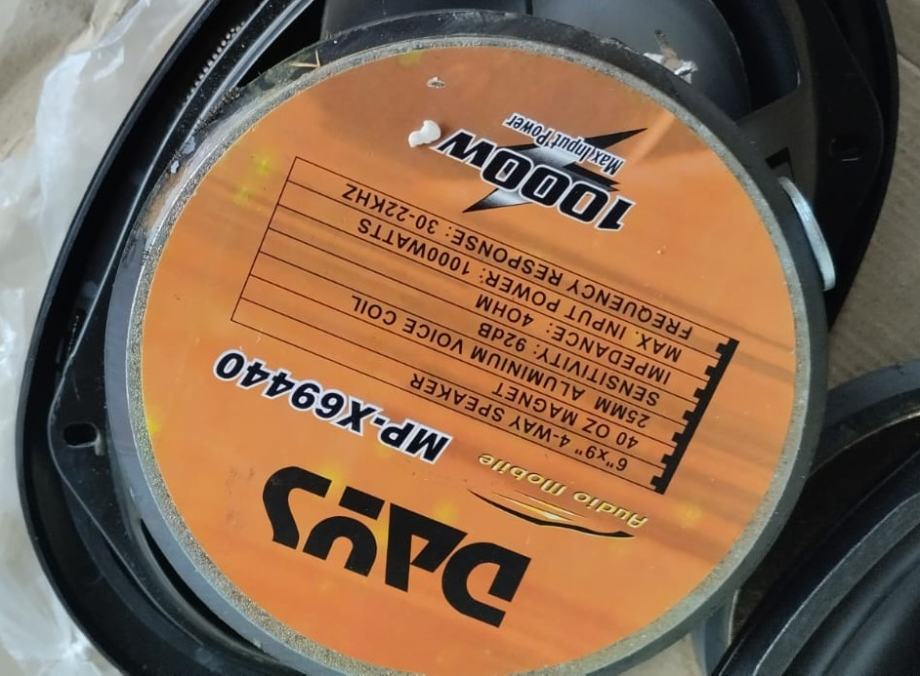 DAYS
Audio Mobile
MP-X69440
6"x9" 4-WAY SPEAKER
40 OZ MAGNET
25MM ALUMINIUM VOICE COIL
SENSITIVITY: 92dB
IMPEDANCE: 4OHM
MAX. INPUT POWER: 1000WATTS
FREQUENCY RESPONSE: 30-22KHZ
1000W
Max Input Power